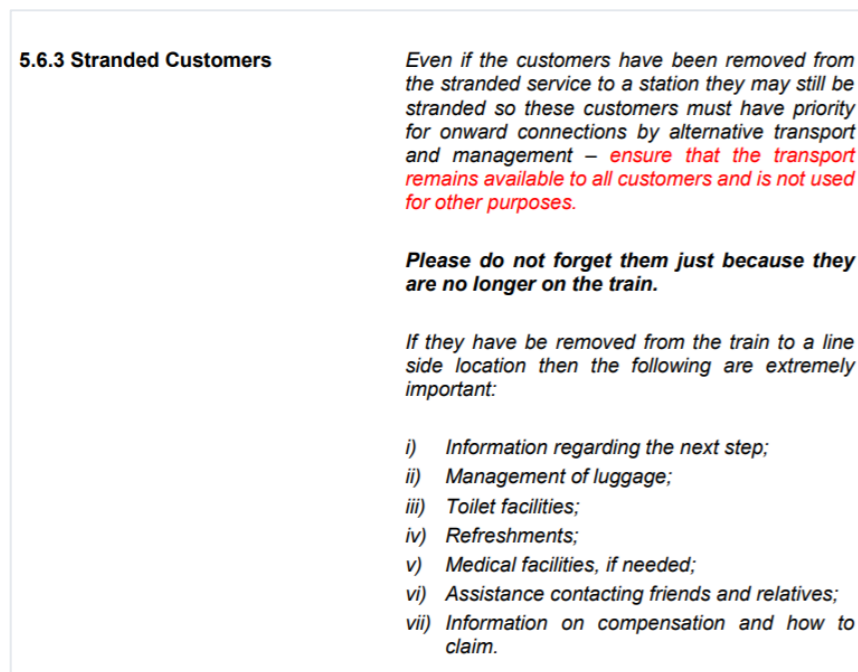 5.6.3 Stranded Customers
Even if the customers have been removed from
the stranded service to a station they may still be
stranded so these customers must have priority
for onward connections by alternative transport
and management – ensure that the transport
remains available to all customers and is not used
for other purposes.
Please do not forget them just because they
are no longer on the train.
If they have be removed from the train to a line
side location then the following are extremely
important:
i) Information regarding the next step;
ii) Management of luggage;
iii) Toilet facilities;
iv) Refreshments;
v) Medical facilities, if needed;
vi) Assistance contacting friends and relatives;
vii) Information on compensation and how to
claim.